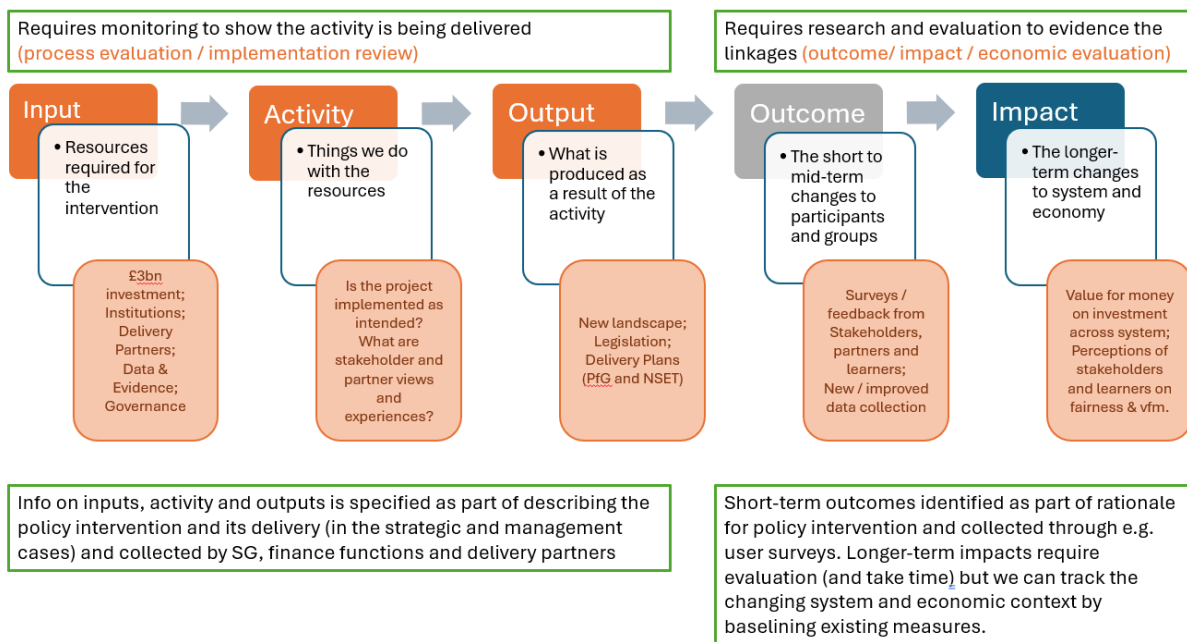 Requires monitoring to show the activity is being delivered
(process evaluation / implementation review)
Requires research and evaluation to evidence the
linkages (outcome/ impact / economic evaluation)
Input
• Resources
required for
the
intervention
£3bn
investment;
Institutions;
Delivery
Partners;
Data &
Evidence;
Governance
Activity
• Things we do
with the
resources
Is the project
implemented as
intended?
What are
stakeholder and
partner views
and
experiences?
Output
• What is
produced as
a result of the
activity
New landscape;
Legislation;
Delivery Plans
(PfG and NSET)
Outcome
• The short to
mid-term
changes to
participants
and groups
Surveys /
feedback from
Stakeholders,
partners and
learners;
New / improved
data collection
Impact
• The longer-
term changes
to system and
economy
Value for money
on investment
across system;
Perceptions of
stakeholders
and learners on
fairness & vfm.
Info on inputs, activity and outputs is specified as part of describing the
policy intervention and its delivery (in the strategic and management
cases) and collected by SG, finance functions and delivery partners
Short-term outcomes identified as part of rationale
for policy intervention and collected through e.g.
user surveys. Longer-term impacts require
evaluation (and take time) but we can track the
changing system and economic context by
baselining existing measures.